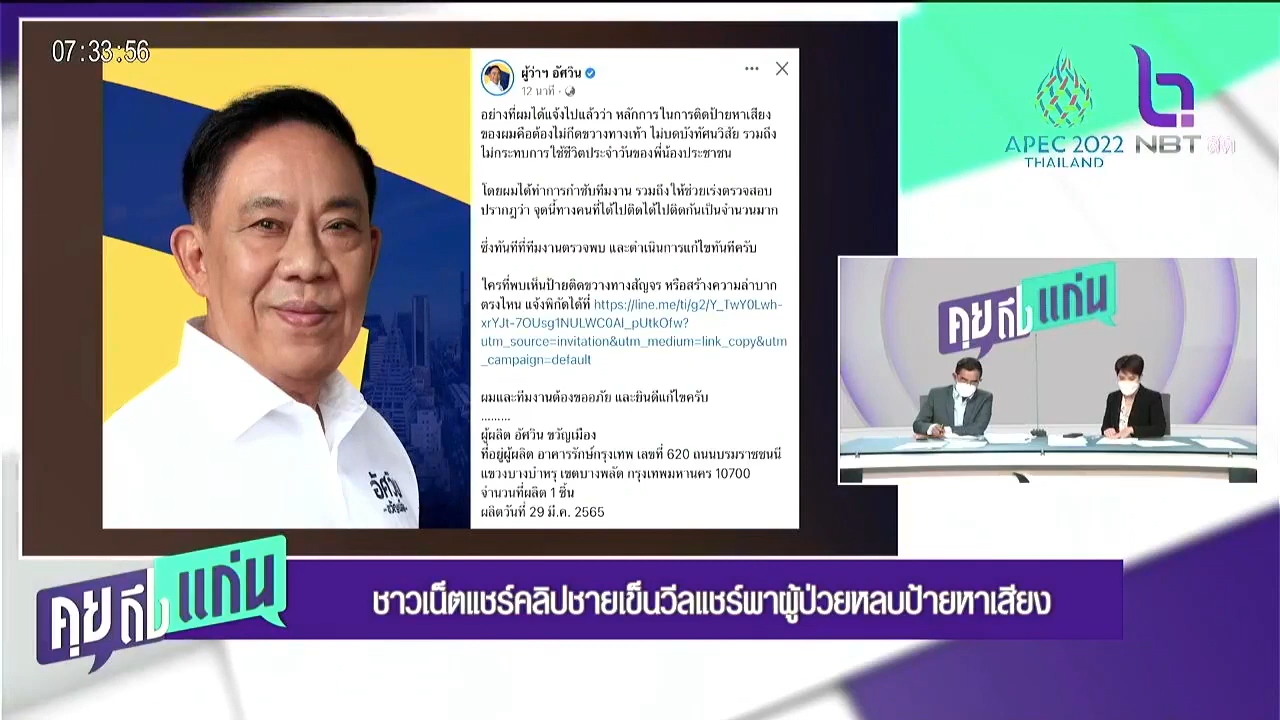 07:33:56
ผู้ว่าฯ อัศวิน
12 นาที
อย่างที่ผมได้แจ้งไปแล้วว่า หลักการในการติดป้ายหาเสียง
ของผมคือต้องไม่กีดขวางทางเท้า ไม่บดบังทัศนวิสัย รวมถึง
ไม่กระทบการใช้ชีวิตประจำวันของพี่น้องประชาชน
โดยผมได้ทำการกำชับทีมงาน รวมถึงให้ช่วยเร่งตรวจสอบ
ปรากฎว่า จุดนี้ทางคนที่ได้ไปติดได้ไปติดกันเป็นจำนวนมาก
ซึ่งทันทีที่ทีมงานตรวจพบ และดำเนินการแก้ไขทันทีครับ
ใครที่พบเห็นป้ายติดขวางทางสัญจร หรือสร้างความลำบาก
ตรงไหน แจ้งพิกัดได้ที่ https://line.me/ti/g2/Y_TwY0Lwh-
xrYJt-7OUsg1NULWC0Al_pUtkOfw?
utm_source=invitation&utm_medium=link_copy&utm
_campaign=default
ผมและทีมงานต้องขออภัย และยินดีแก้ไขครับ
.........
ผู้ผลิต อัศวิน ขวัญเมือง
ที่อยู่ผู้ผลิต อาคารรักษ์กรุงเทพ เลขที่ 620 ถนนบรมราชชนนี
แขวงบางบำหรุ เขตบางพลัด กรุงเทพมหานคร 10700
จำนวนที่ผลิต 1 ชิ้น
ผลิตวันที่ 29 มี.ค. 2565
อัศวิน
APEC 2022
THAILAND
NBT สด
คุยถึงแก่น
คุยถึงแก่น
ชาวเน็ตแชร์คลิปชายเข็นวีลแชร์พาผู้ป่วยหลบป้ายหาเสียง